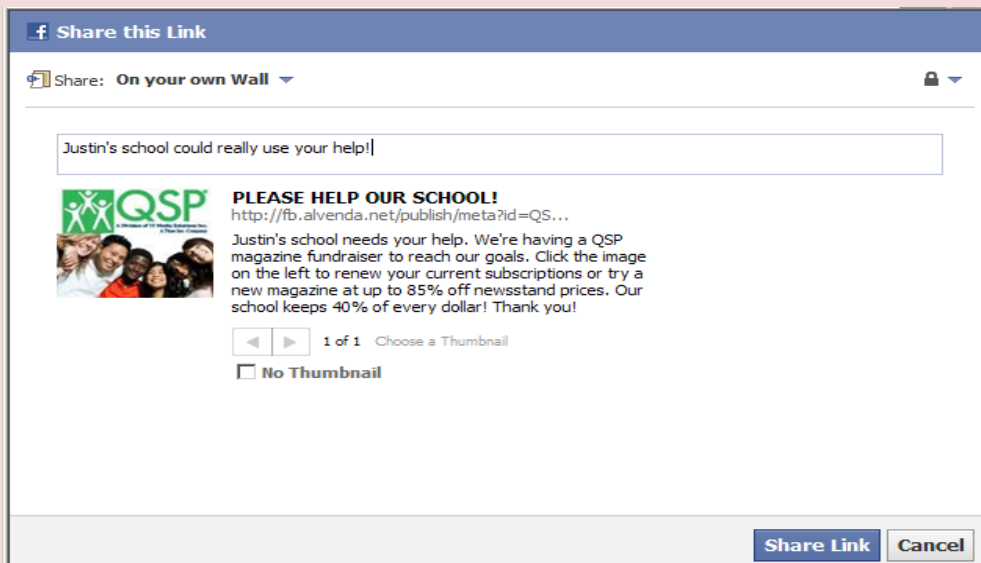 f Share this Link
Share: On your own Wall
Justin's school could really use your help!
QSP®
PLEASE HELP OUR SCHOOL!
http://fb.alvenda.net/publish/meta?id=QS...
Justin's school needs your help. We're having a QSP
magazine fundraiser to reach our goals. Click the image
on the left to renew your current subscriptions or try a
new magazine at up to 85% off newsstand prices. Our
school keeps 40% of every dollar! Thank you!
1 of 1 Choose a Thumbnail
No Thumbnail
Share Link Cancel